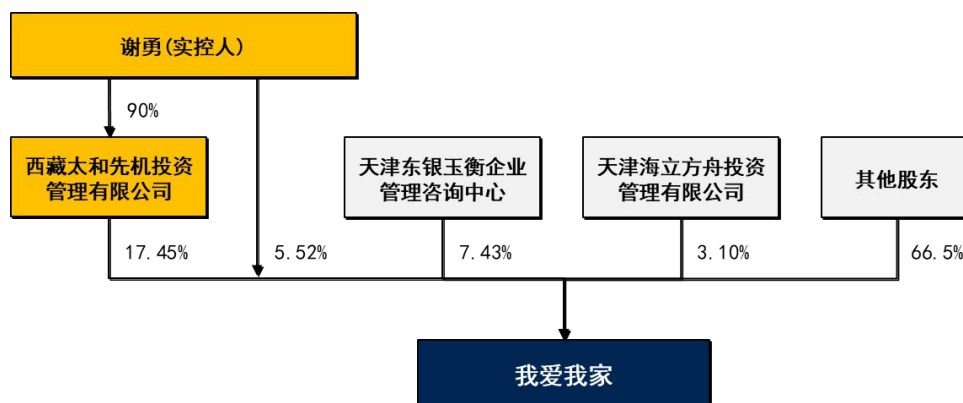 谢勇(实控人)
90%
西藏太和先机投资
管理有限公司
天津东银玉衡企业
管理咨询中心
天津海立方舟投资
管理有限公司
其他股东
17.45%
5.52%
7.43%
3.10%
66.5%
我爱我家